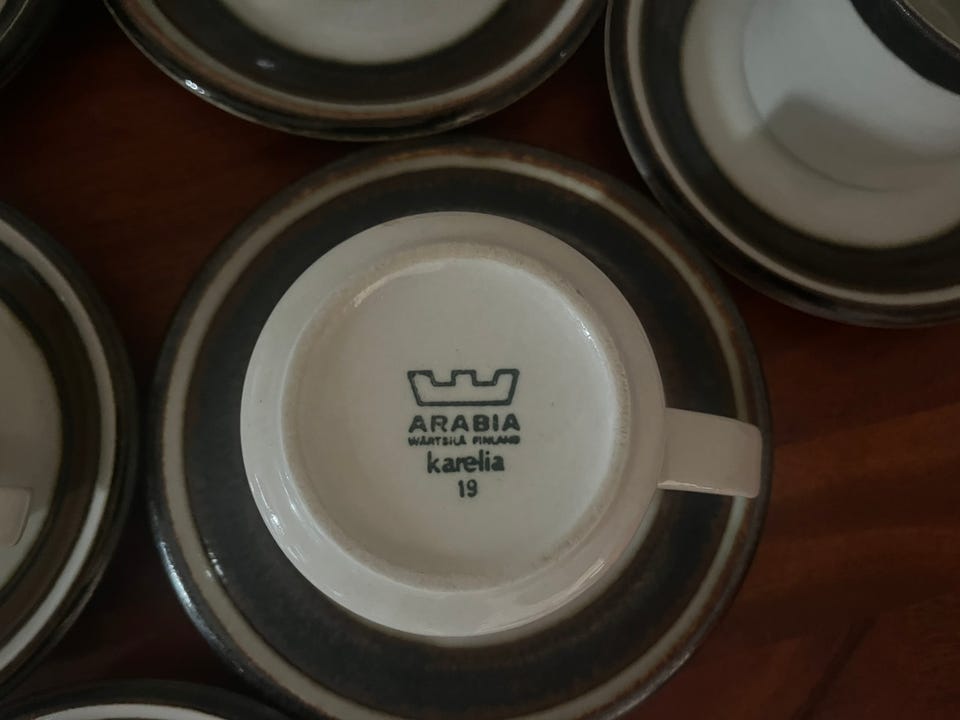 ARABIA
WÄRTSILÄ FINLAND
karelia
19